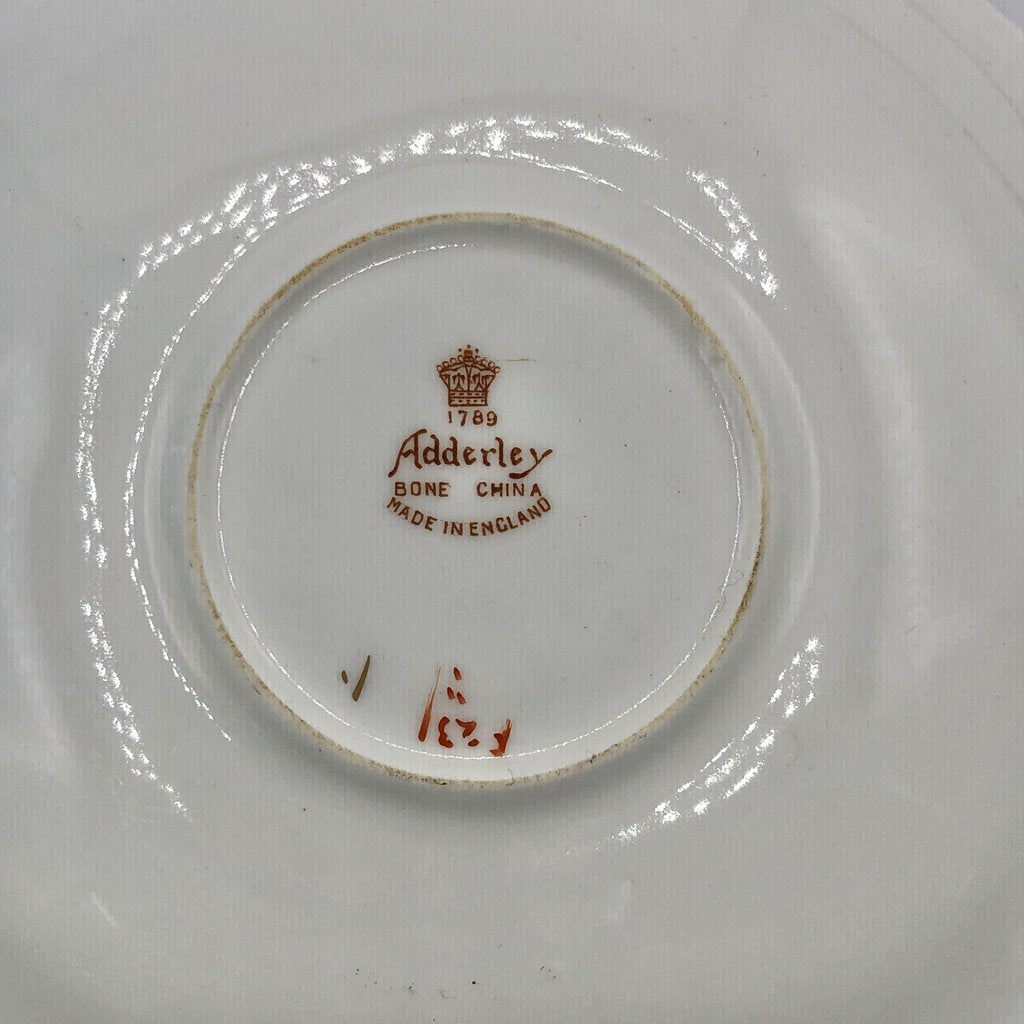 1789
Adderley
BONE CHINA
MADE IN ENGLAND